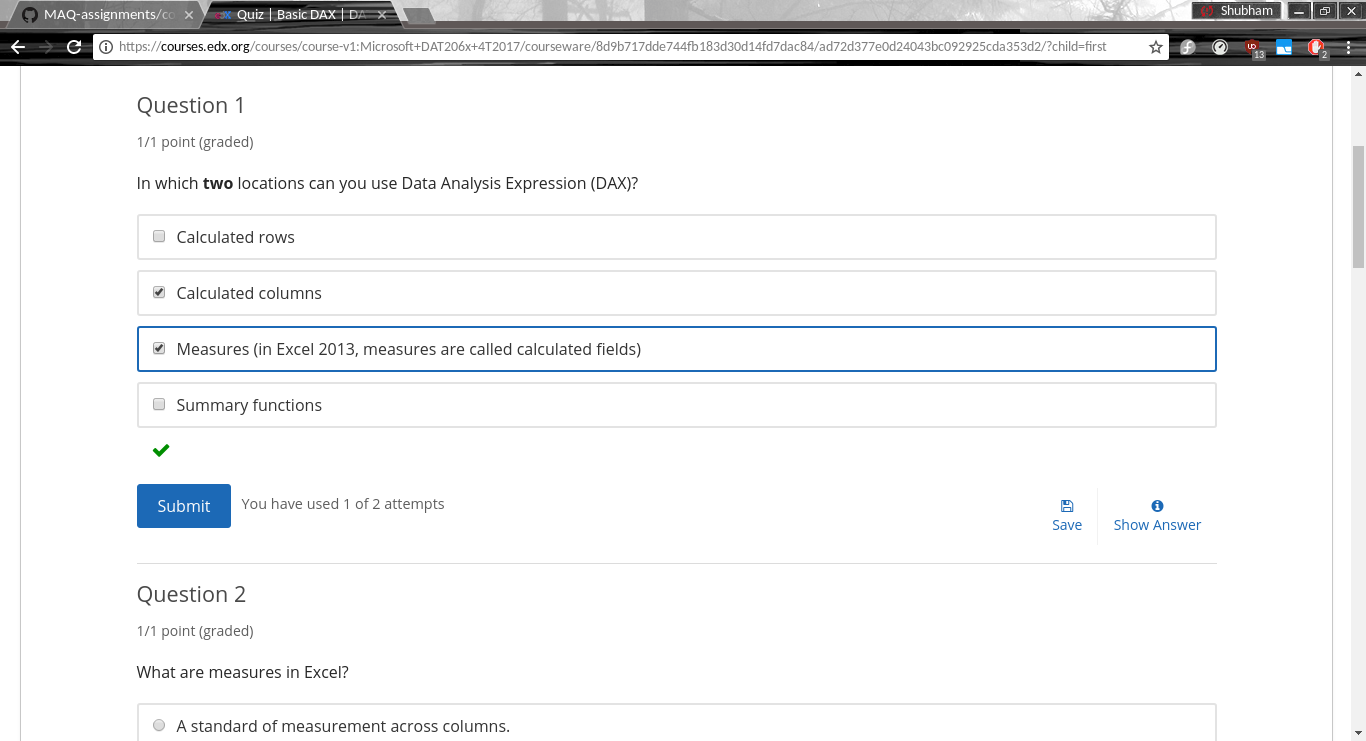 MAQ-assignments/co
Quiz | Basic DAX | DA
Shubham
https://courses.edx.org/courses/course-v1:Microsoft+DAT206x+4T2017/courseware/8d9b717dde744fb183d30d14fd7dac84/ad72d377e0d24043bc092925cda353d2/?child=first
13
2
Question 1
1/1 point (graded)
In which two locations can you use Data Analysis Expression (DAX)?
Calculated rows
Calculated columns
Measures (in Excel 2013, measures are called calculated fields)
Summary functions
Submit
You have used 1 of 2 attempts
Save
Show Answer
Question 2
1/1 point (graded)
What are measures in Excel?
A standard of measurement across columns.